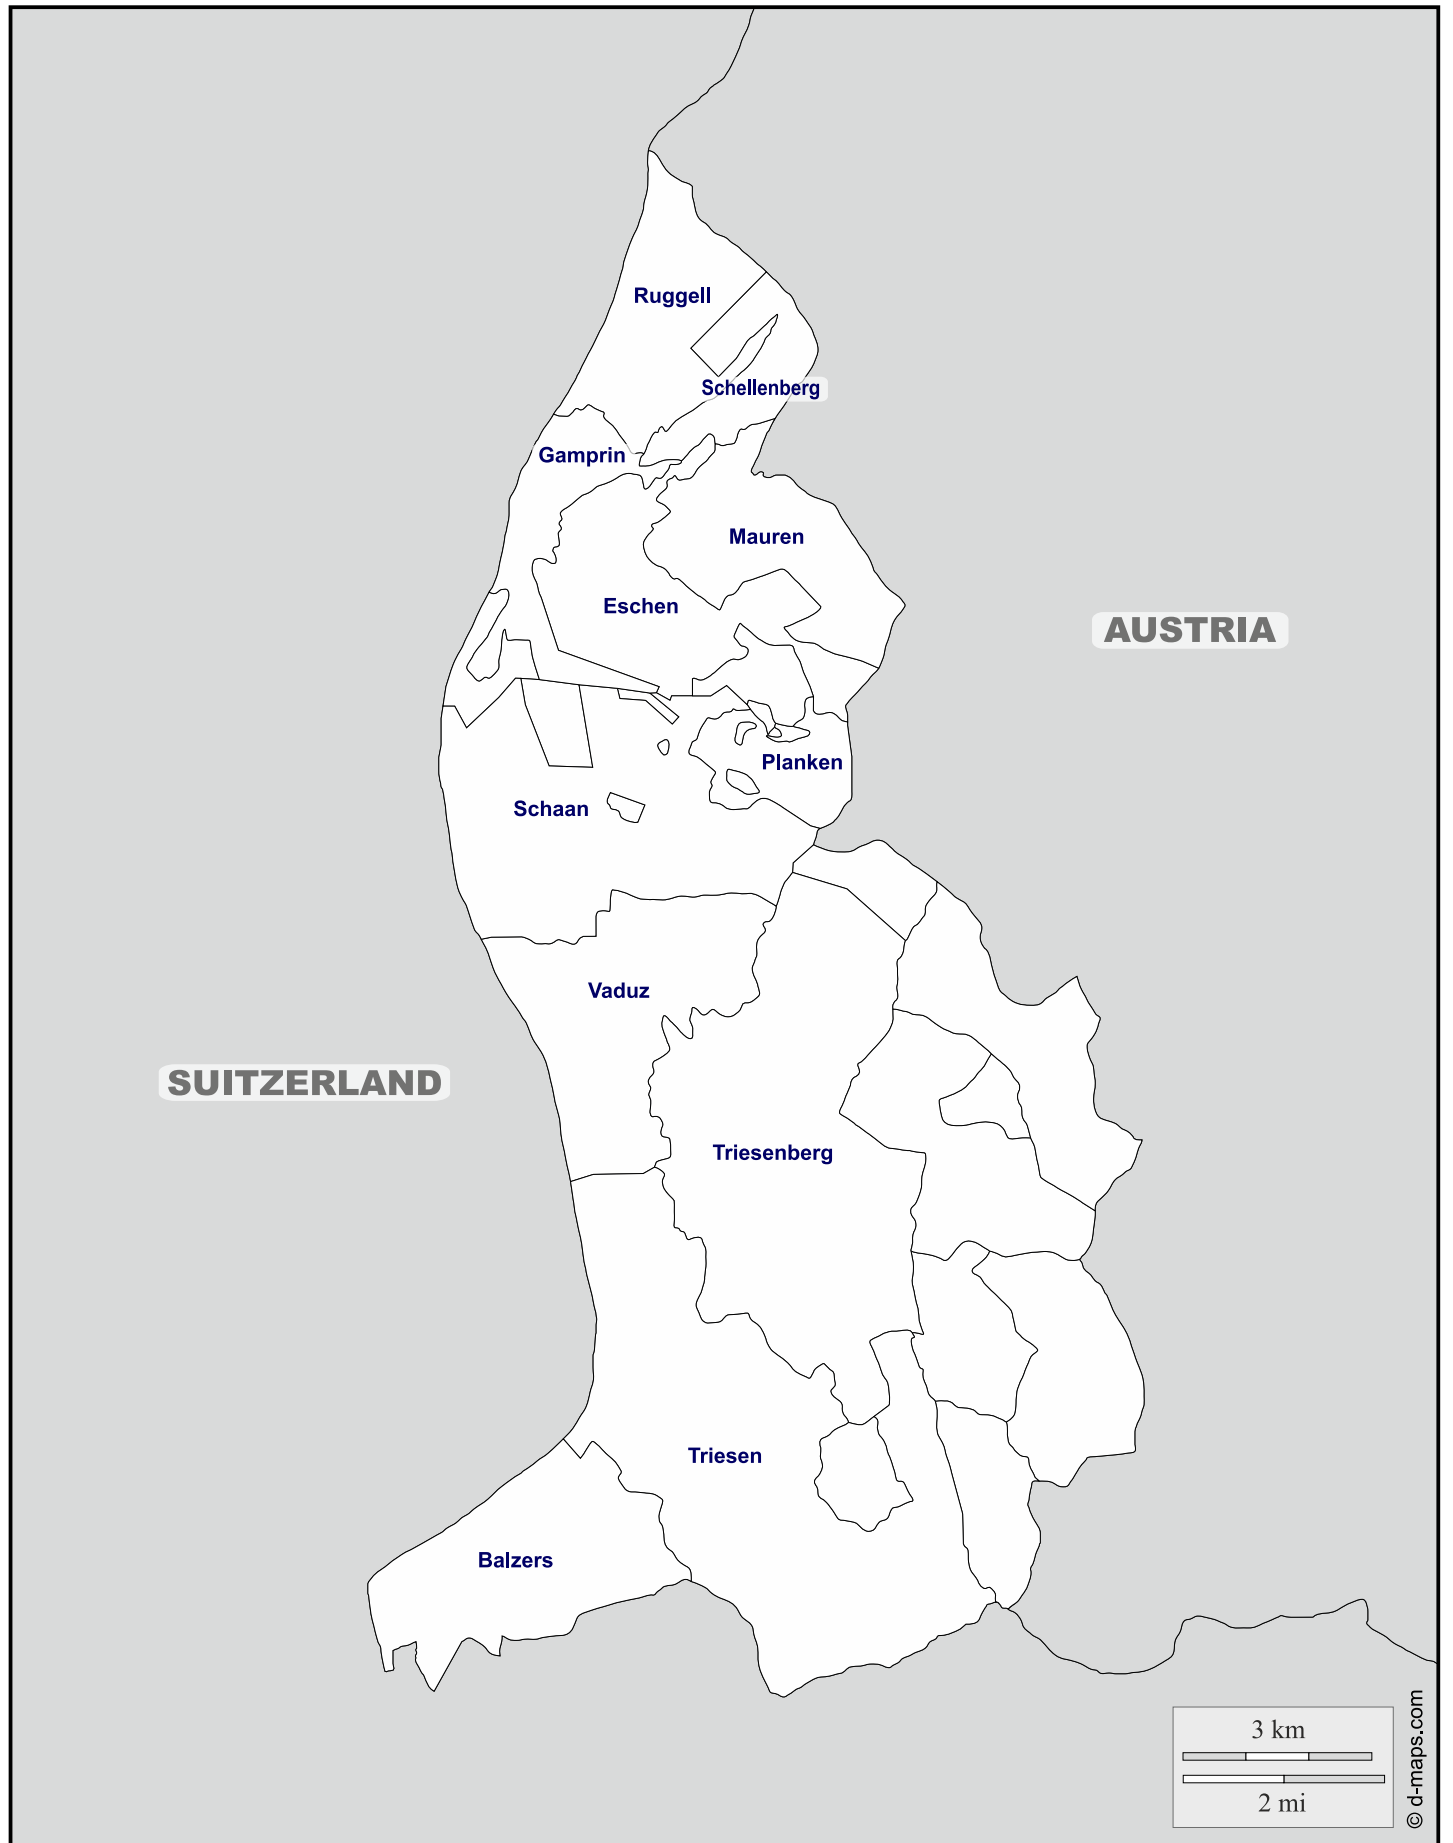 Ruggell
Schellenberg
Gamprin
Mauren
Eschen
AUSTRIA
Planken
Schaan
Vaduz
SUITZERLAND
Triesenberg
Triesen
Balzers
3 km
2 mi
© d-maps.com